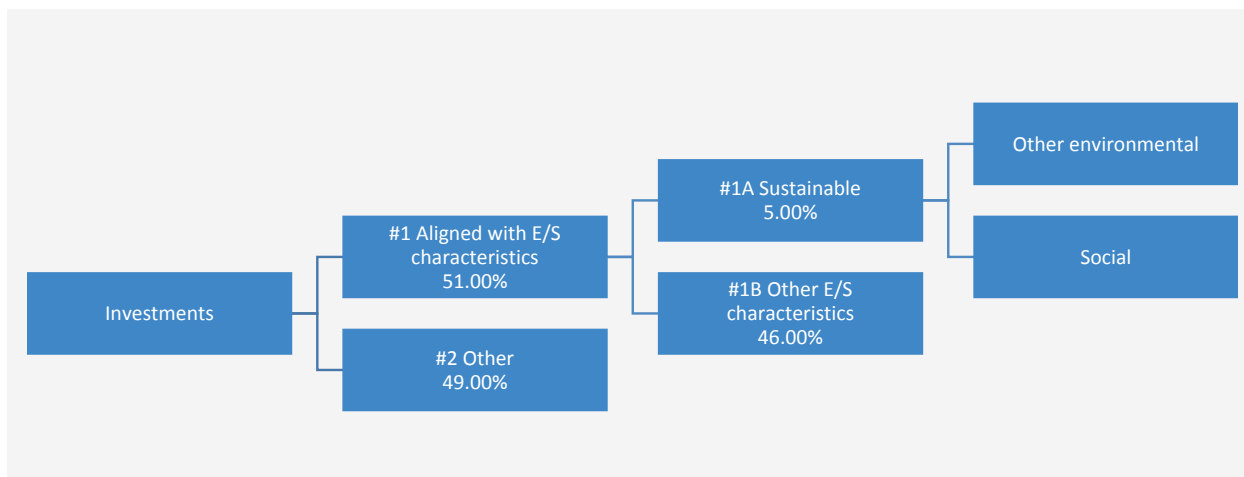 Investments
#1 Aligned with E/S
characteristics
51.00%
#2 Other
49.00%
#1A Sustainable
5.00%
#1B Other E/S
characteristics
46.00%
Other environmental
Social